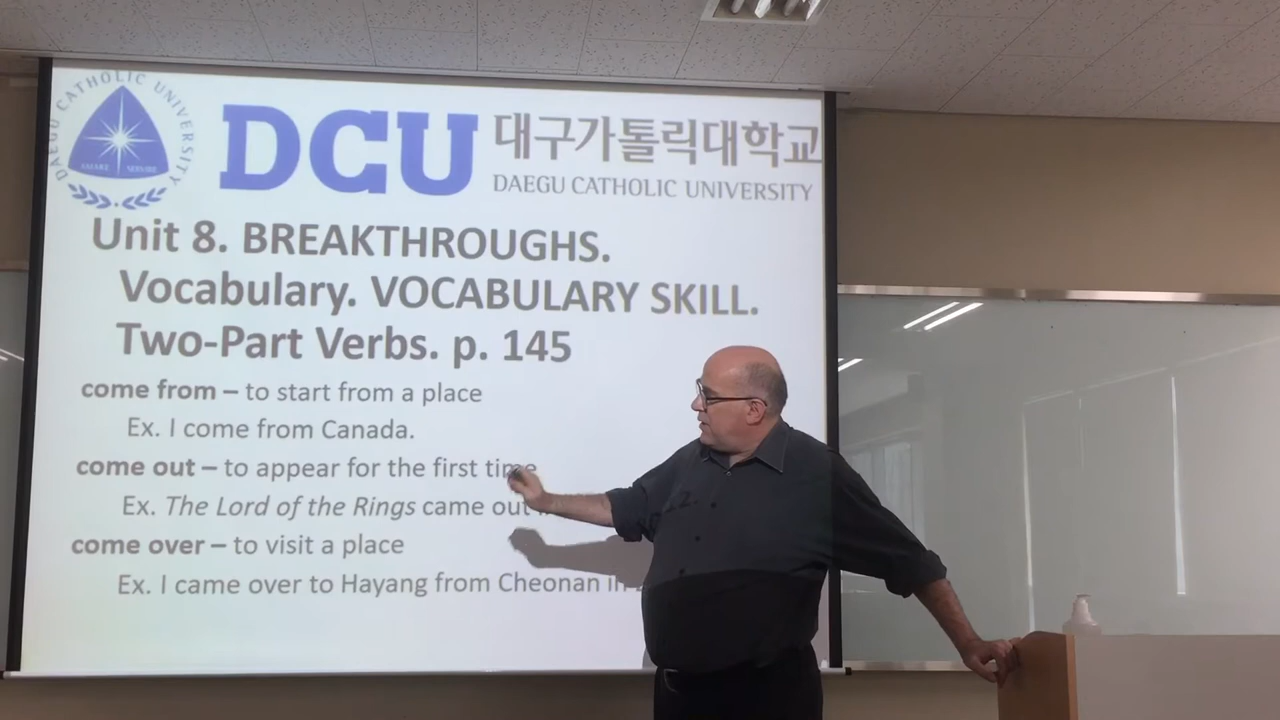 DAEGU CATHOLIC UNIVERSITY
DCU
대구가톨릭대학교
DAEGU CATHOLIC UNIVERSITY
Unit 8. BREAKTHROUGHS.
Vocabulary. VOCABULARY SKILL.
Two-Part Verbs. p. 145
come from – to start from a place
Ex. I come from Canada.
come out – to appear for the first time
Ex. The Lord of the Rings came out
come over – to visit a place
Ex. I came over to Hayang from Cheonan in